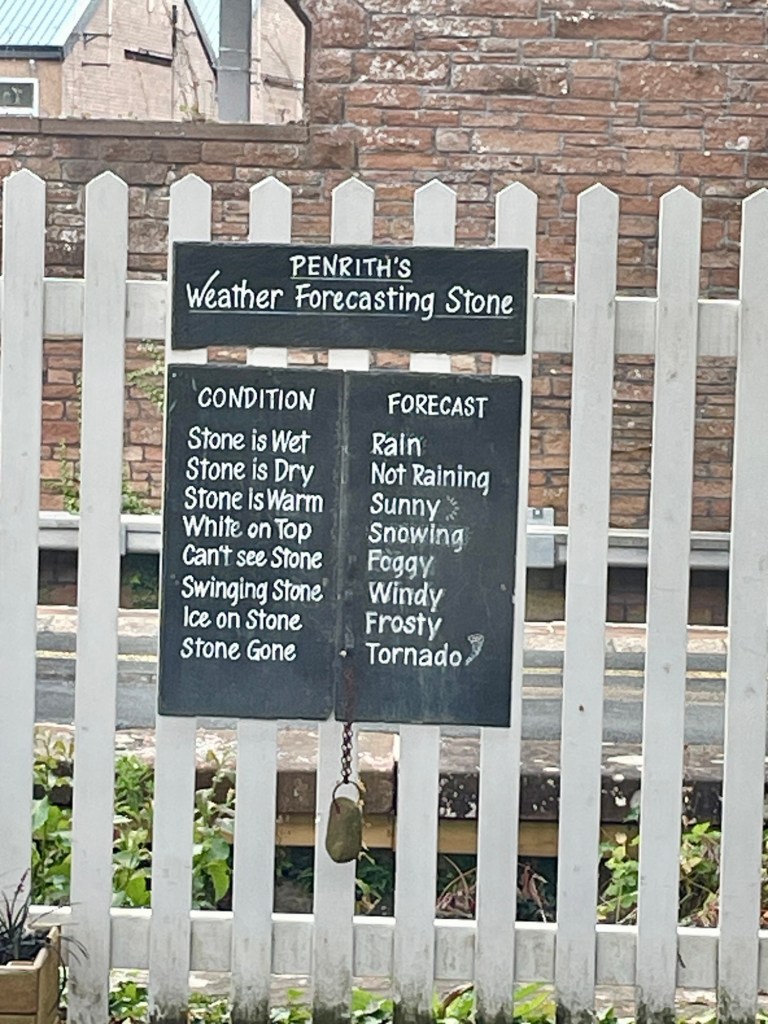 PENRITH'S
Weather Forecasting Stone
CONDITION FORECAST
Stone is Wet Rain
Stone is Dry Not Raining
Stone is Warm Sunny
White on Top Snowing
Can't see Stone Foggy
Swinging Stone Windy
Ice on Stone Frosty
Stone Gone Tornado